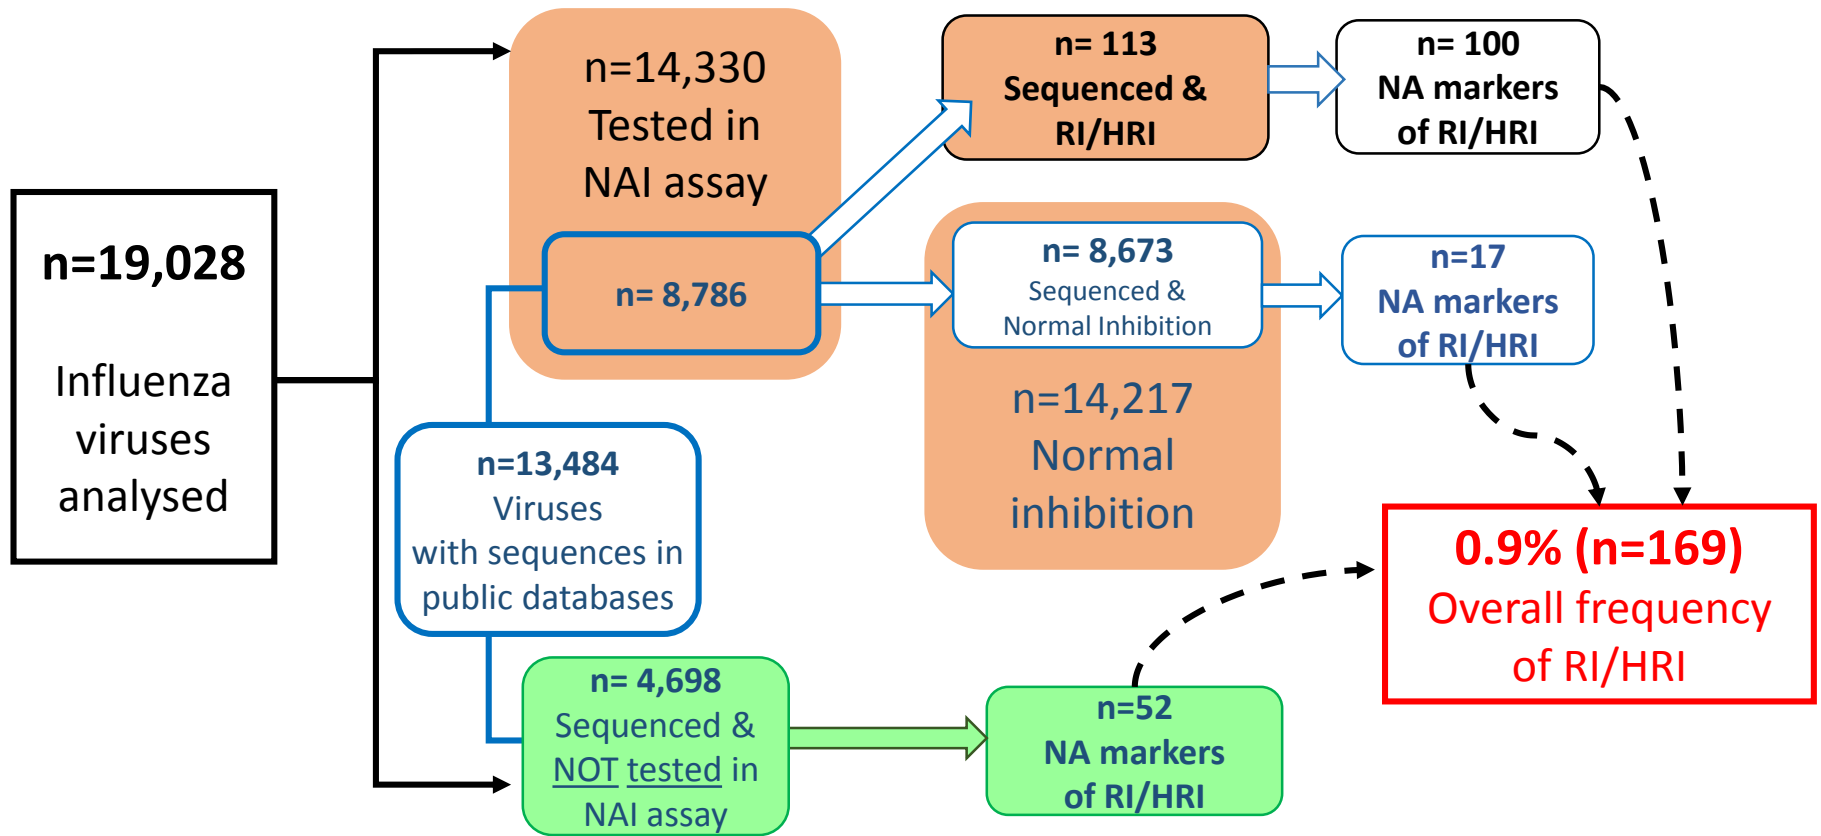 n=19,028
Influenza
viruses
analysed
n=14,330
Tested in
NAI assay
n= 8,786
n=13,484
Viruses
with sequences in
public databases
n= 4,698
Sequenced &
NOT tested in
NAI assay
n= 113
Sequenced &
RI/HRI
n= 8,673
Sequenced &
Normal Inhibition
n=14,217
Normal
inhibition
n=52
NA markers
of RI/HRI
n= 100
NA markers
of RI/HRI
n=17
NA markers
of RI/HRI
0.9% (n=169)
Overall frequency
of RI/HRI